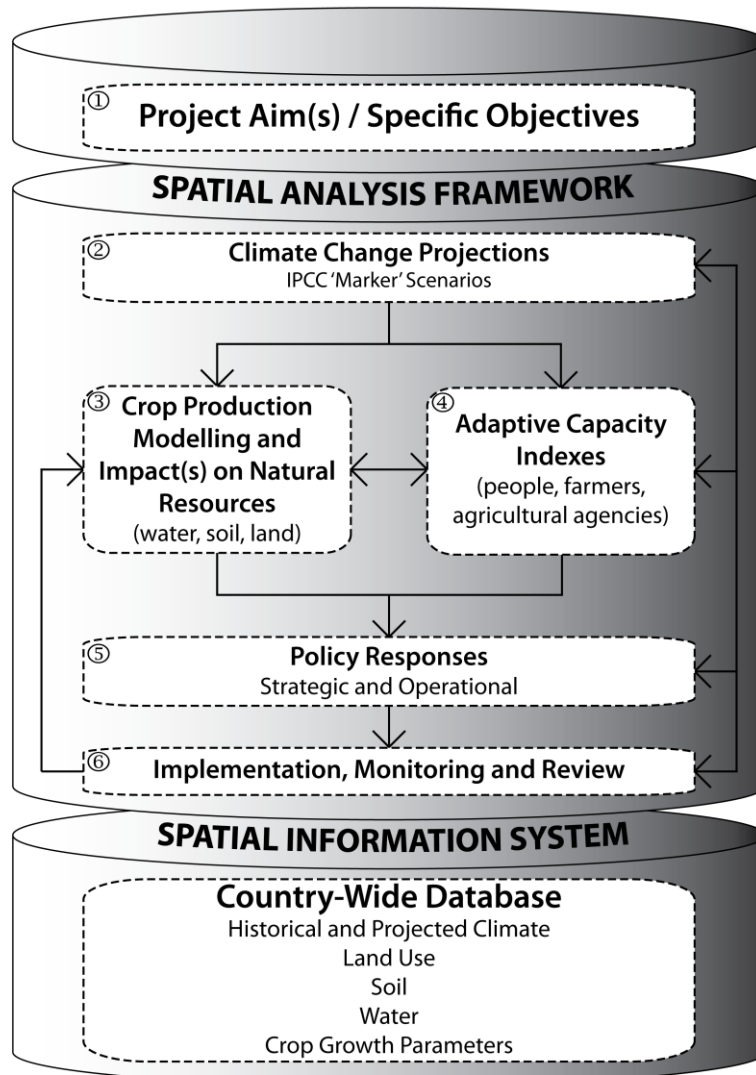 ①
Project Aim(s) / Specific Objectives
SPATIAL ANALYSIS FRAMEWORK
②
Climate Change Projections
IPCC ‘Marker’ Scenarios
③
Crop Production
Modelling and
Impact(s) on Natural
Resources
(water, soil, land)
④
Adaptive Capacity
Indexes
(people, farmers,
agricultural agencies)
⑤
Policy Responses
Strategic and Operational
⑥
Implementation, Monitoring and Review
SPATIAL INFORMATION SYSTEM
Country-Wide Database
Historical and Projected Climate
Land Use
Soil
Water
Crop Growth Parameters